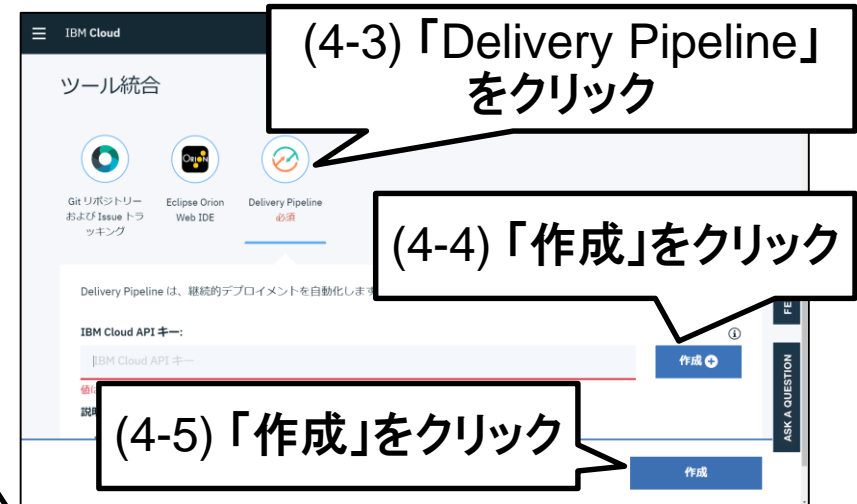 IBM Cloud
(4-3)「Delivery Pipeline」
をクリック
ツール統合
ORION
Git リポジトリー
および Issue トラ
ッキング
Eclipse Orion
Web IDE
Delivery Pipeline
必須
(4-4)「作成」をクリック
Delivery Pipeline は、継続的デプロイメントを自動化します
IBM Cloud API キー:
IBM Cloud API キー
作成
FE
ASK A QUESTION
値は
説明
(4-5)「作成」をクリック
作成